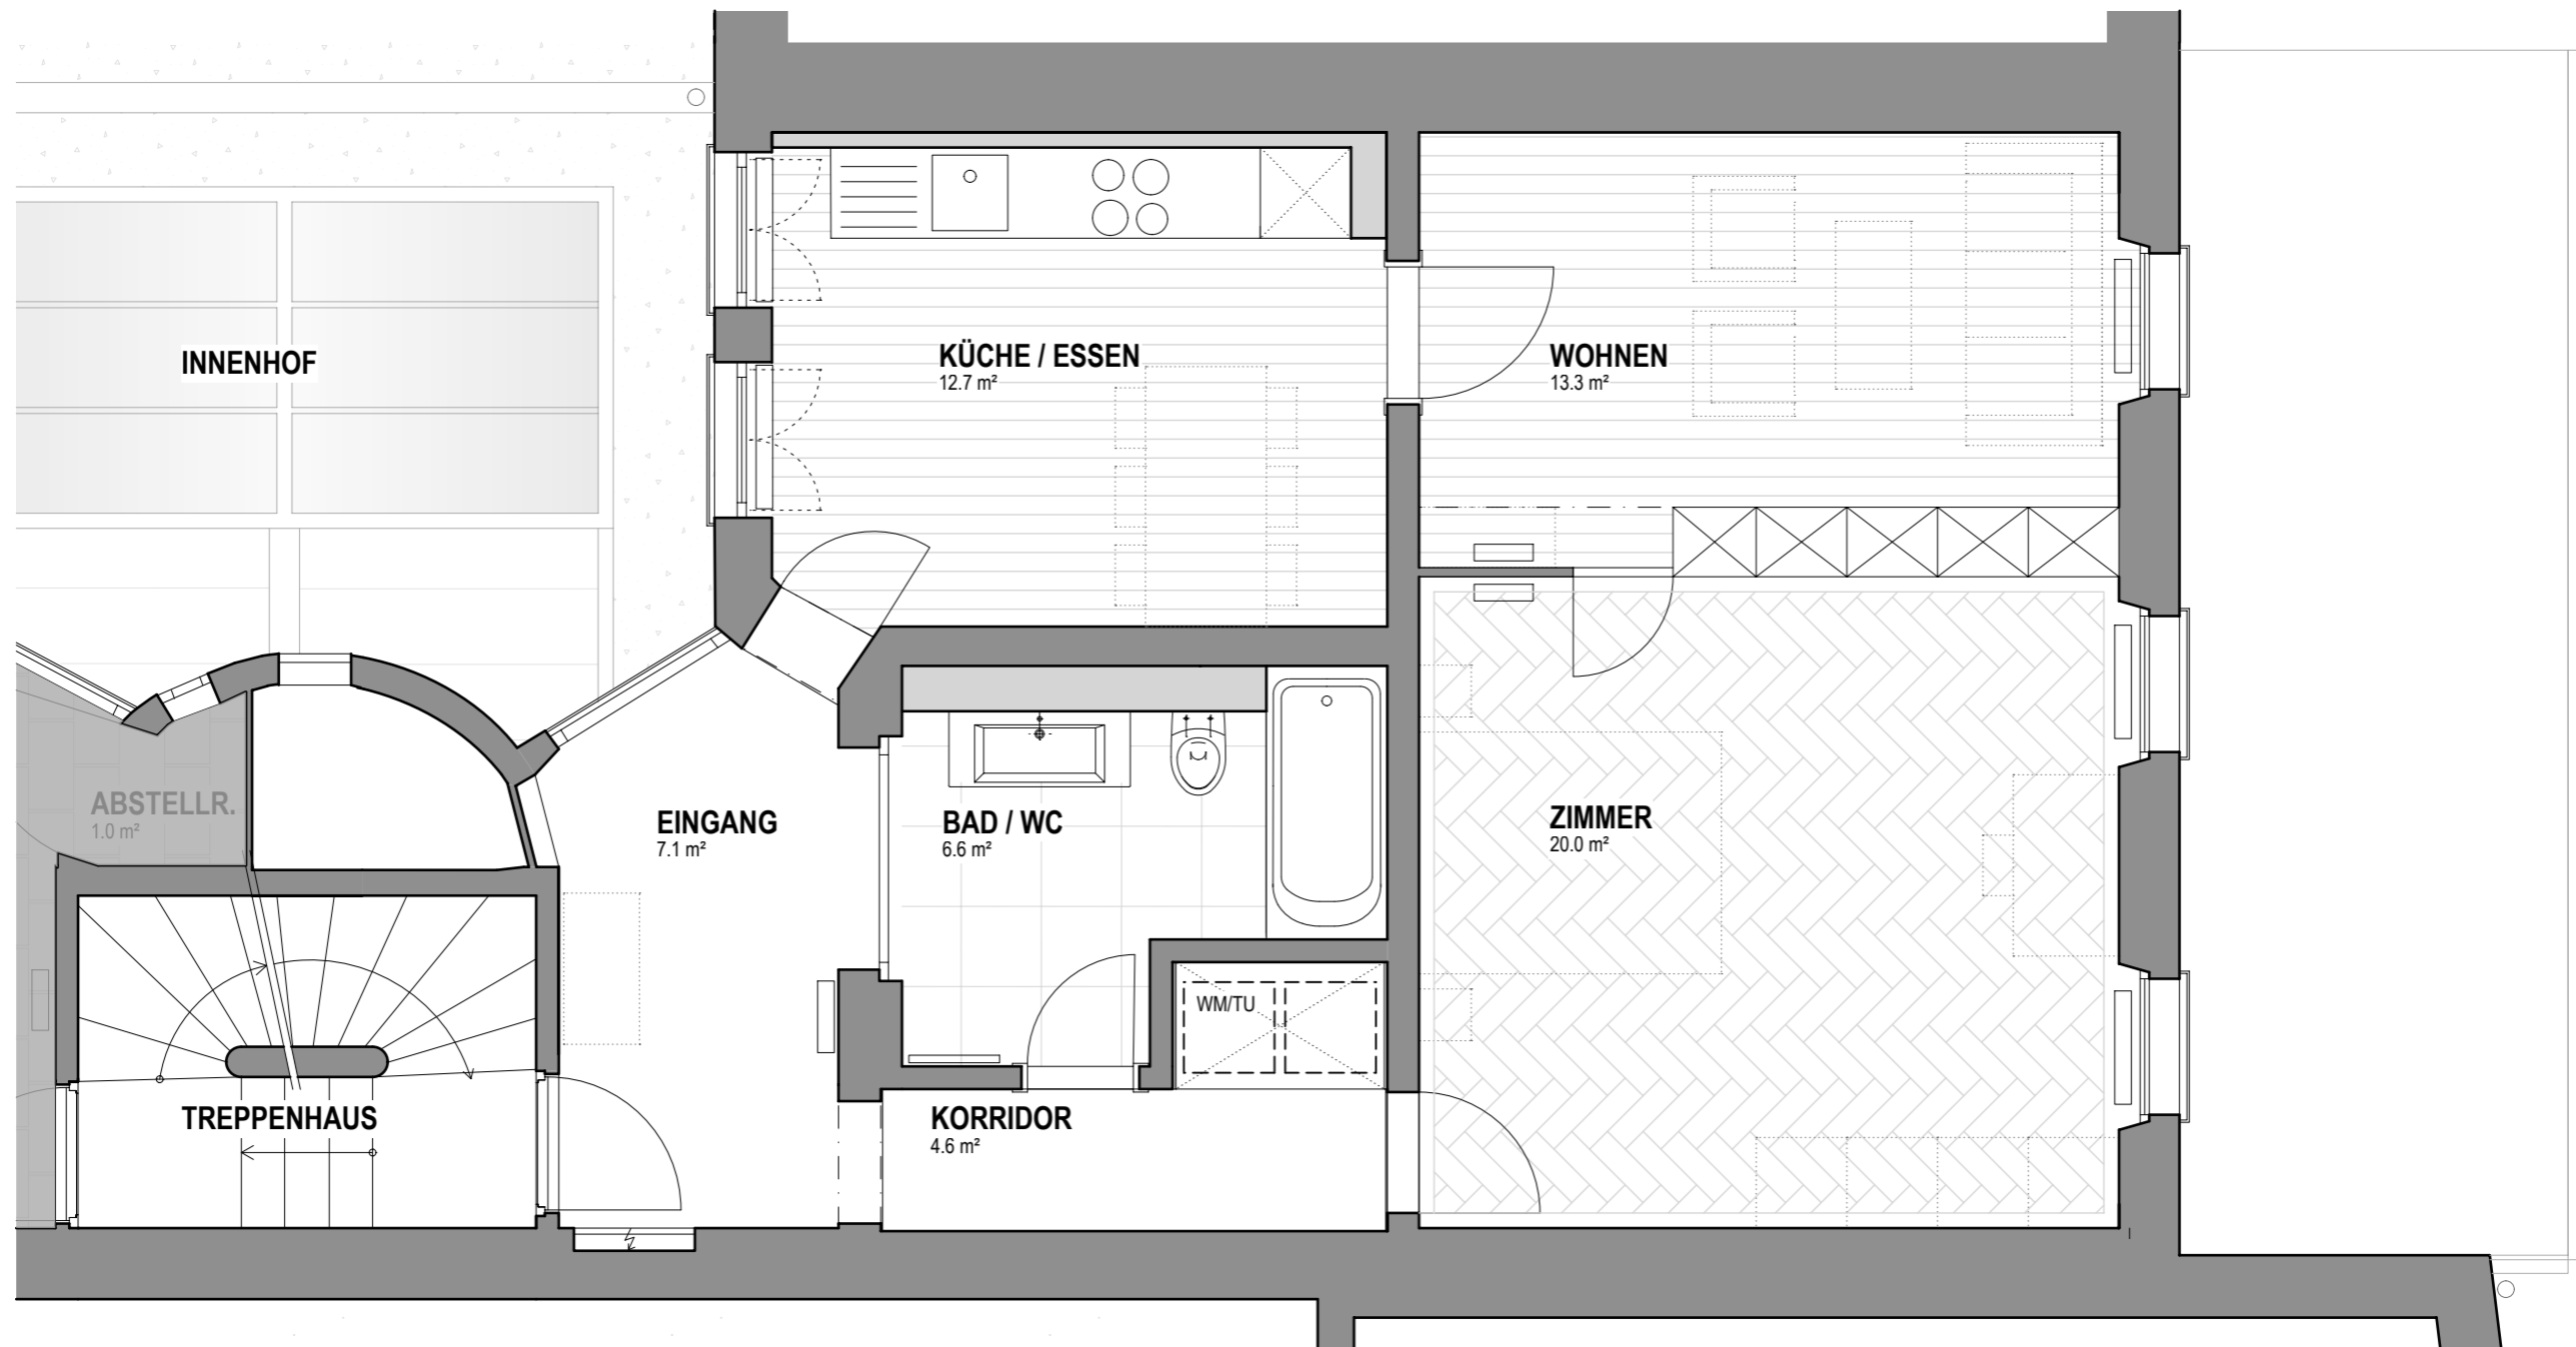 INNENHOF
KÜCHE / ESSEN
12.7 m²
WOHNEN
13.3 m²
ABSTELLR.
1.0 m²
EINGANG
7.1 m²
BAD / WC
6.6 m²
ZIMMER
20.0 m²
WM/TU
TREPPENHAUS
KORRIDOR
4.6 m²